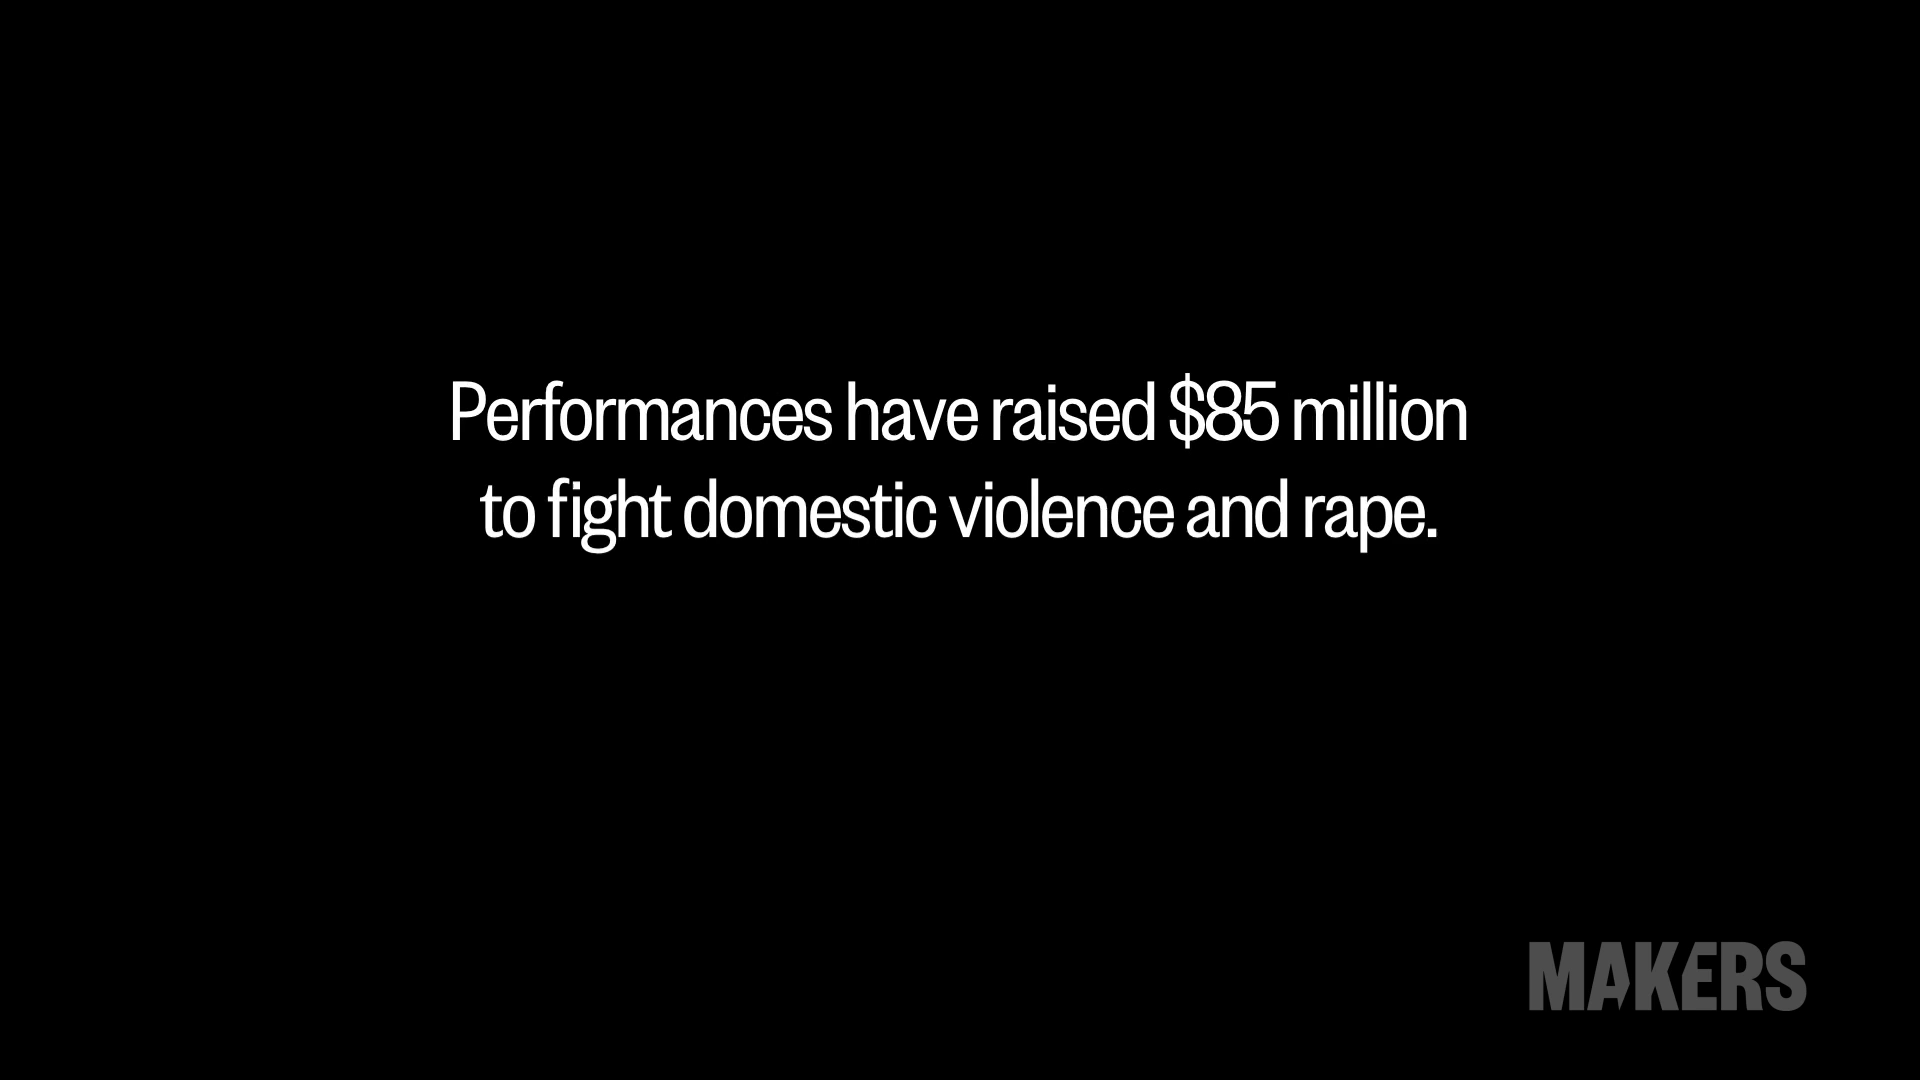 Performances have raised $85 million
to fight domestic violence and rape.
MAKERS